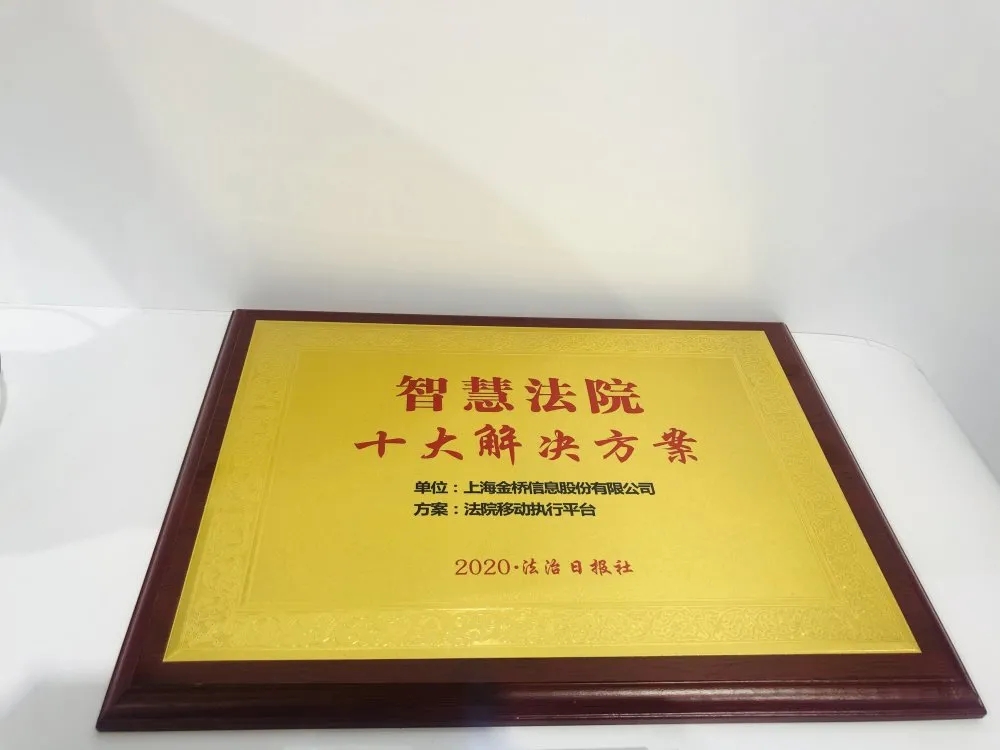 智慧法院
十大解决方案
单位：上海金桥信息股份有限公司
方案：法院移动执行平台
2020·法治日报社